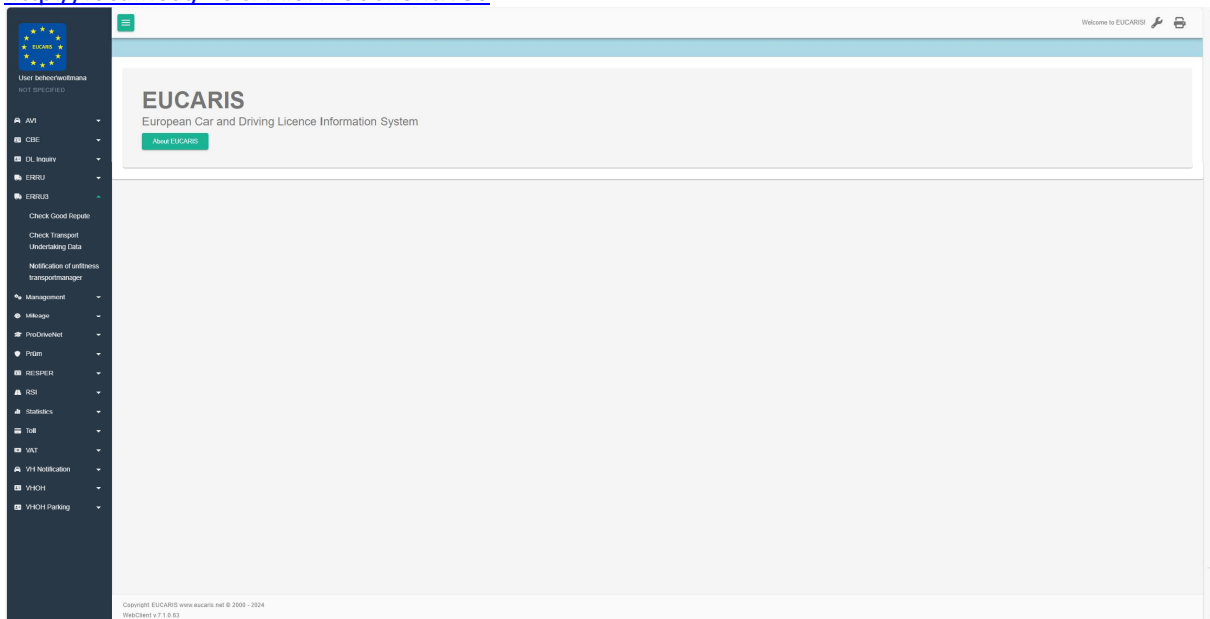 Welcome to EUCARIS!
EUCARIS
User beheer\woltmana
NOT SPECIFIED
AVI
CBE
DL Inquiry
ERRU
ERRU3
Check Good Repute
Check Transport
Undertaking Data
Notification of unfitness
transportmanager
Management
Mileage
ProDriveNet
Prüm
RESPER
RSI
Statistics
Toll
VAT
VH Notification
VHOH
VHOH Parking
EUCARIS
European Car and Driving Licence Information System
About EUCARIS
Copyright EUCARIS www.eucaris.net © 2000 - 2024
WebClient v.7.1.0.63